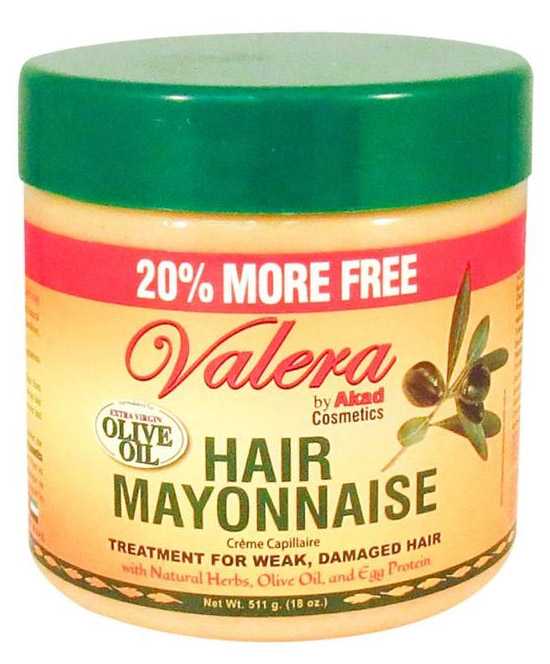 20% MORE FREE
Valera
by Akad
Cosmetics
EXTRA VIRGIN
OLIVE
OIL
HAIR
MAYONNAISE
Crème Capillaire
TREATMENT FOR WEAK, DAMAGED HAIR
with Natural Herbs, Olive Oil, and Egg Protein
Net Wt. 511 g. (18 oz.)